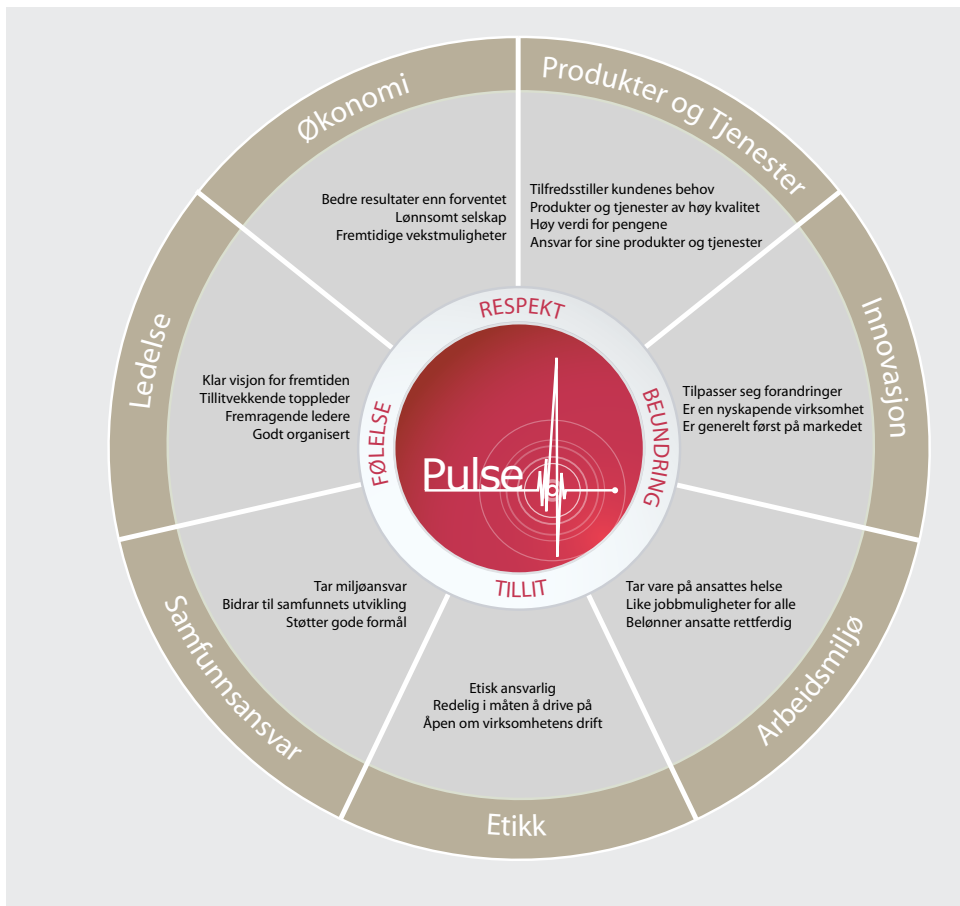 Økonomi
Bedre resultater enn forventet
Lønnsomt selskap
Fremtidige vekstmuligheter
Produkter og Tjenester
Tilfredsstiller kundenes behov
Produkter og tjenester av høy kvalitet
Høy verdi for pengene
Ansvar for sine produkter og tjenester
Innovasjon
Tilpasser seg forandringer
Er en nyskapende virksomhet
Er generelt først på markedet
Arbeidsmiljø
Tar vare på ansattes helse
Like jobbmuligheter for alle
Belønner ansatte rettferdig
Etikk
Etisk ansvarlig
Redelig i måten å drive på
Åpen om virksomhetens drift
Samfunnsansvar
Tar miljøansvar
Bidrar til samfunnets utvikling
Støtter gode formål
Ledelse
Klar visjon for fremtiden
Tillitvekkende toppleder
Fremragende ledere
Godt organisert
RESPEKT
BEUNDRING
TILLIT
FØLELSE
Pulse